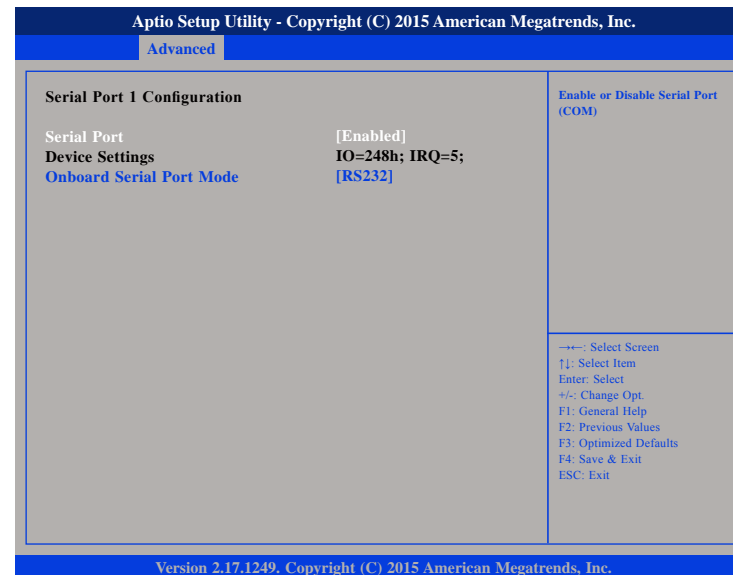 Aptio Setup Utility - Copyright (C) 2015 American Megatrends, Inc.
Advanced
Serial Port 1 Configuration
Serial Port [Enabled]
Device Settings IO=248h; IRQ=5;
Onboard Serial Port Mode [RS232]
Enable or Disable Serial Port
(COM)
→←: Select Screen
↑↓: Select Item
Enter: Select
+/-: Change Opt.
F1: General Help
F2: Previous Values
F3: Optimized Defaults
F4: Save & Exit
ESC: Exit
Version 2.17.1249. Copyright (C) 2015 American Megatrends, Inc.